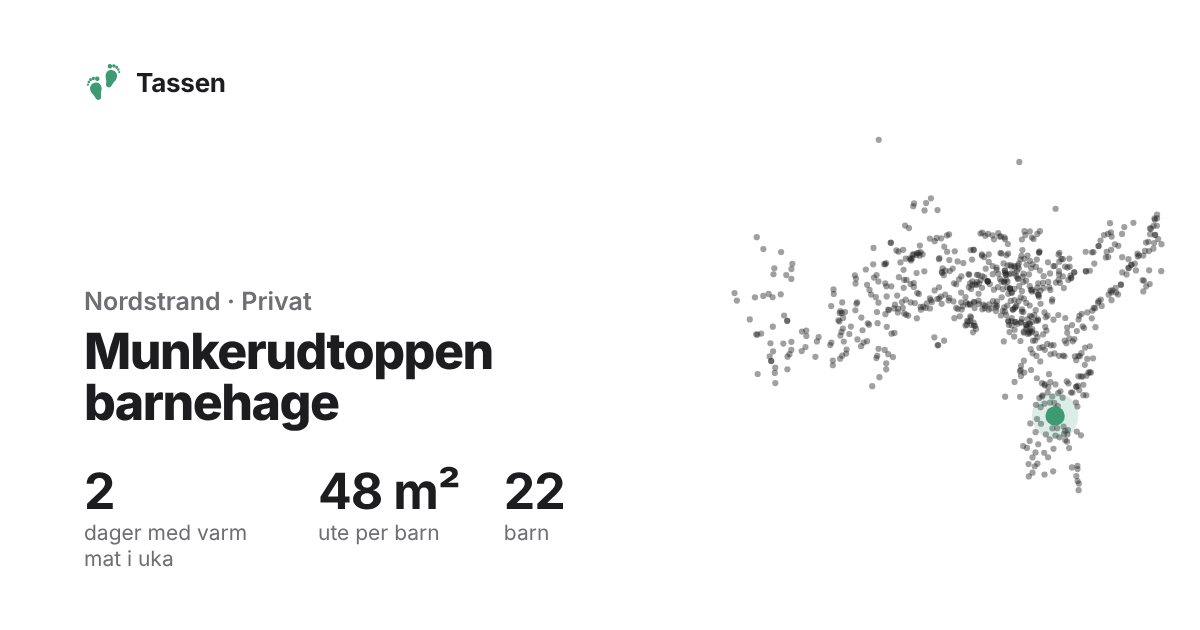 Tassen
Nordstrand · Privat
Munkerudtoppen
barnehage
2
48 m²
22
dager med varm
mat i uka
ute per barn
barn